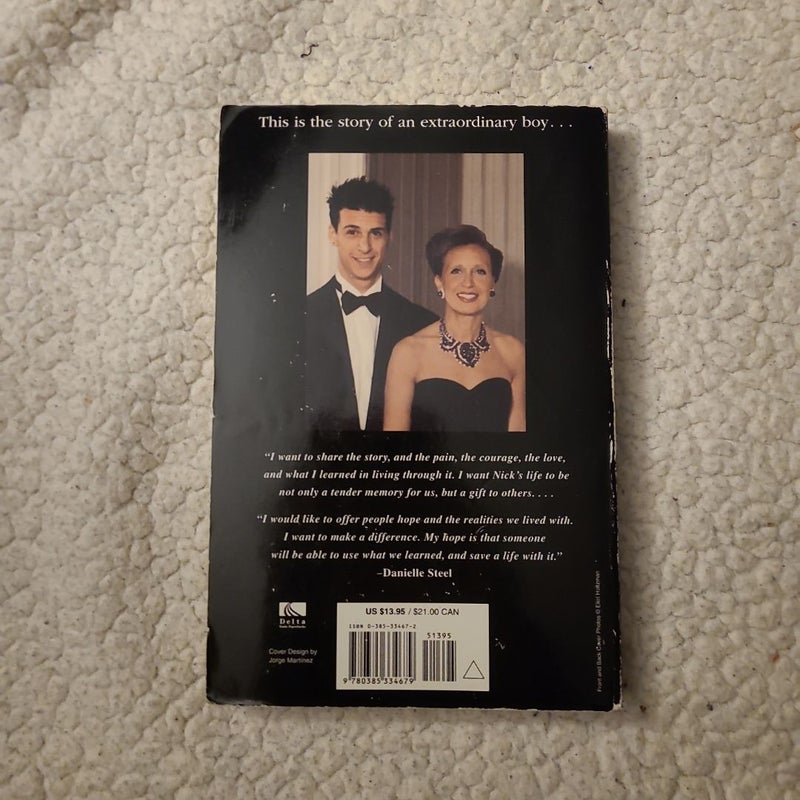 This is the story of an extraordinary boy. . .
“I want to share the story, and the pain, the courage, the love,
and what I learned in living through it. I want Nick’s life to be
not only a tender memory for us, but a gift to others. . . .
“I would like to offer people hope and the realities we lived with.
I want to make a difference. My hope is that someone
will be able to use what we learned, and save a life with it.”
–Danielle Steel
Delta
Trade Paperbacks
Cover Design by
Jorge Martínez
US $13.95 / $21.00 CAN
ISBN 0-385-33467-2
51395
9 780385 334679
Front and Back Cover Photos © Eliot Holtzman